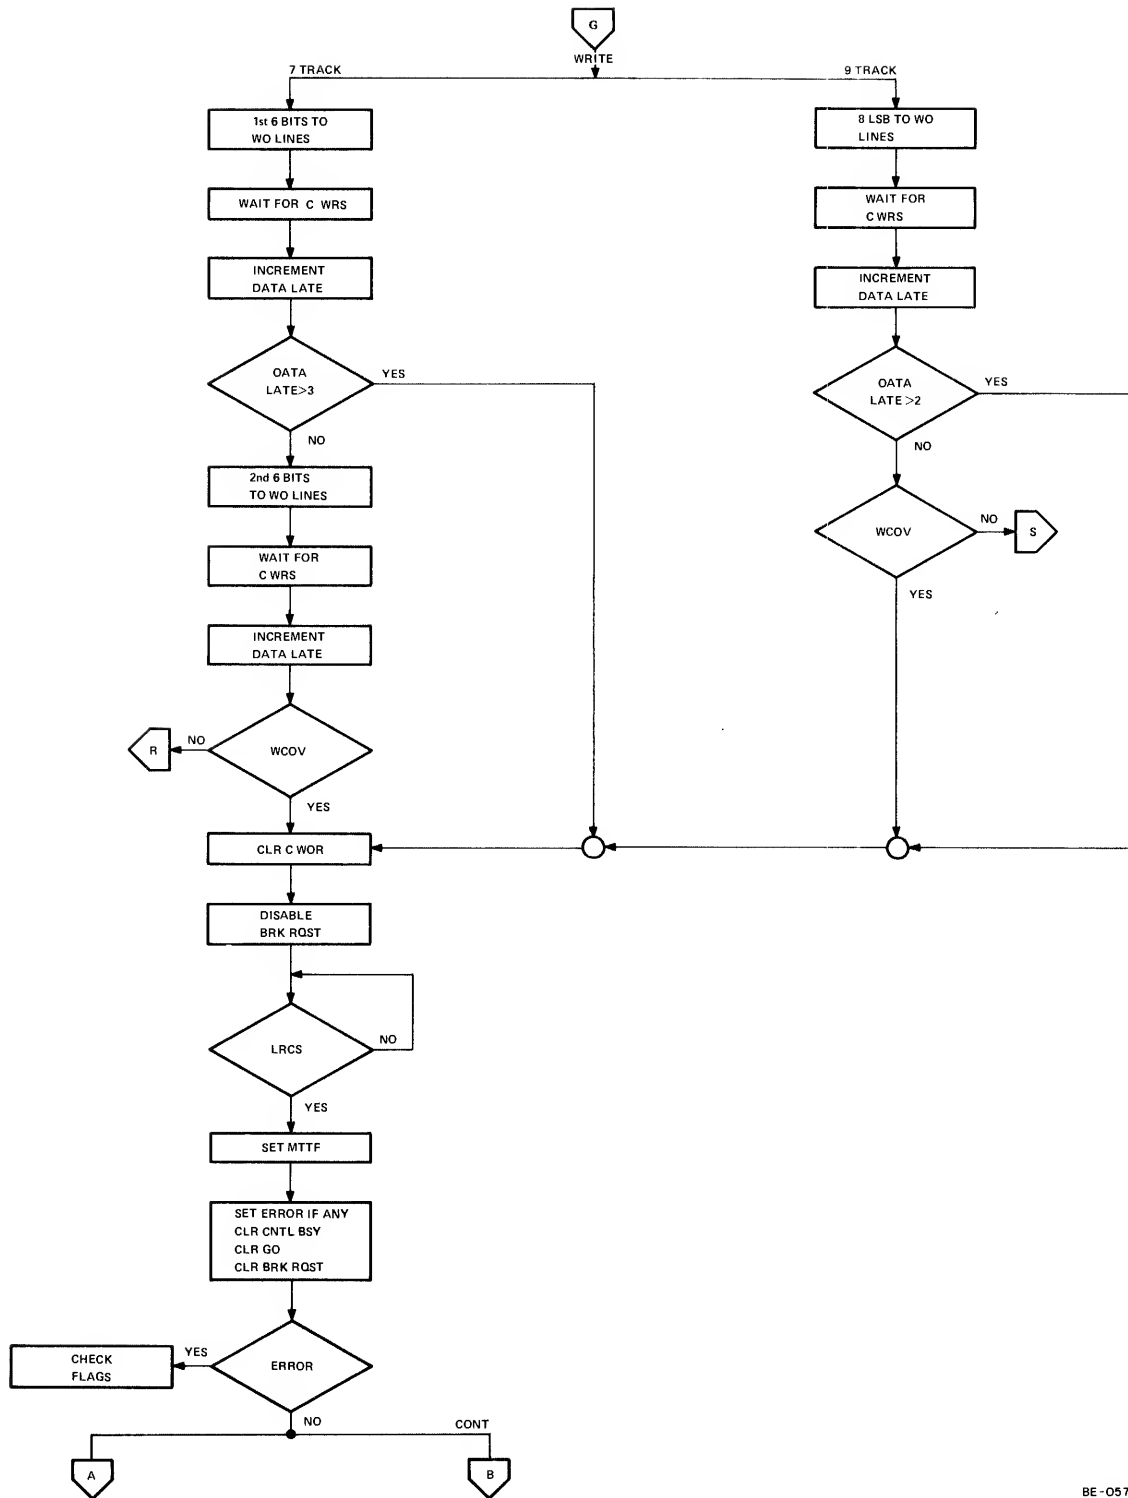 G
WRITE
7 TRACK
9 TRACK
1st 6 BITS TO
WO LINES
8 LSB TO WO
LINES
WAIT FOR C WRS
WAIT FOR
C WRS
INCREMENT
DATA LATE
INCREMENT
DATA LATE
OATA
LATE>3
YES
NO
OATA
LATE >2
YES
NO
2nd 6 BITS
TO WO LINES
WCOV
NO
S
YES
WAIT FOR
C WRS
INCREMENT
DATA LATE
R
NO
WCOV
YES
CLR C WOR
DISABLE
BRK RQST
LRCS
NO
YES
SET MTTF
SET ERROR IF ANY
CLR CNTL BSY
CLR GO
CLR BRK RQST
CHECK
FLAGS
YES
ERROR
NO
CONT
A
B
BE-057